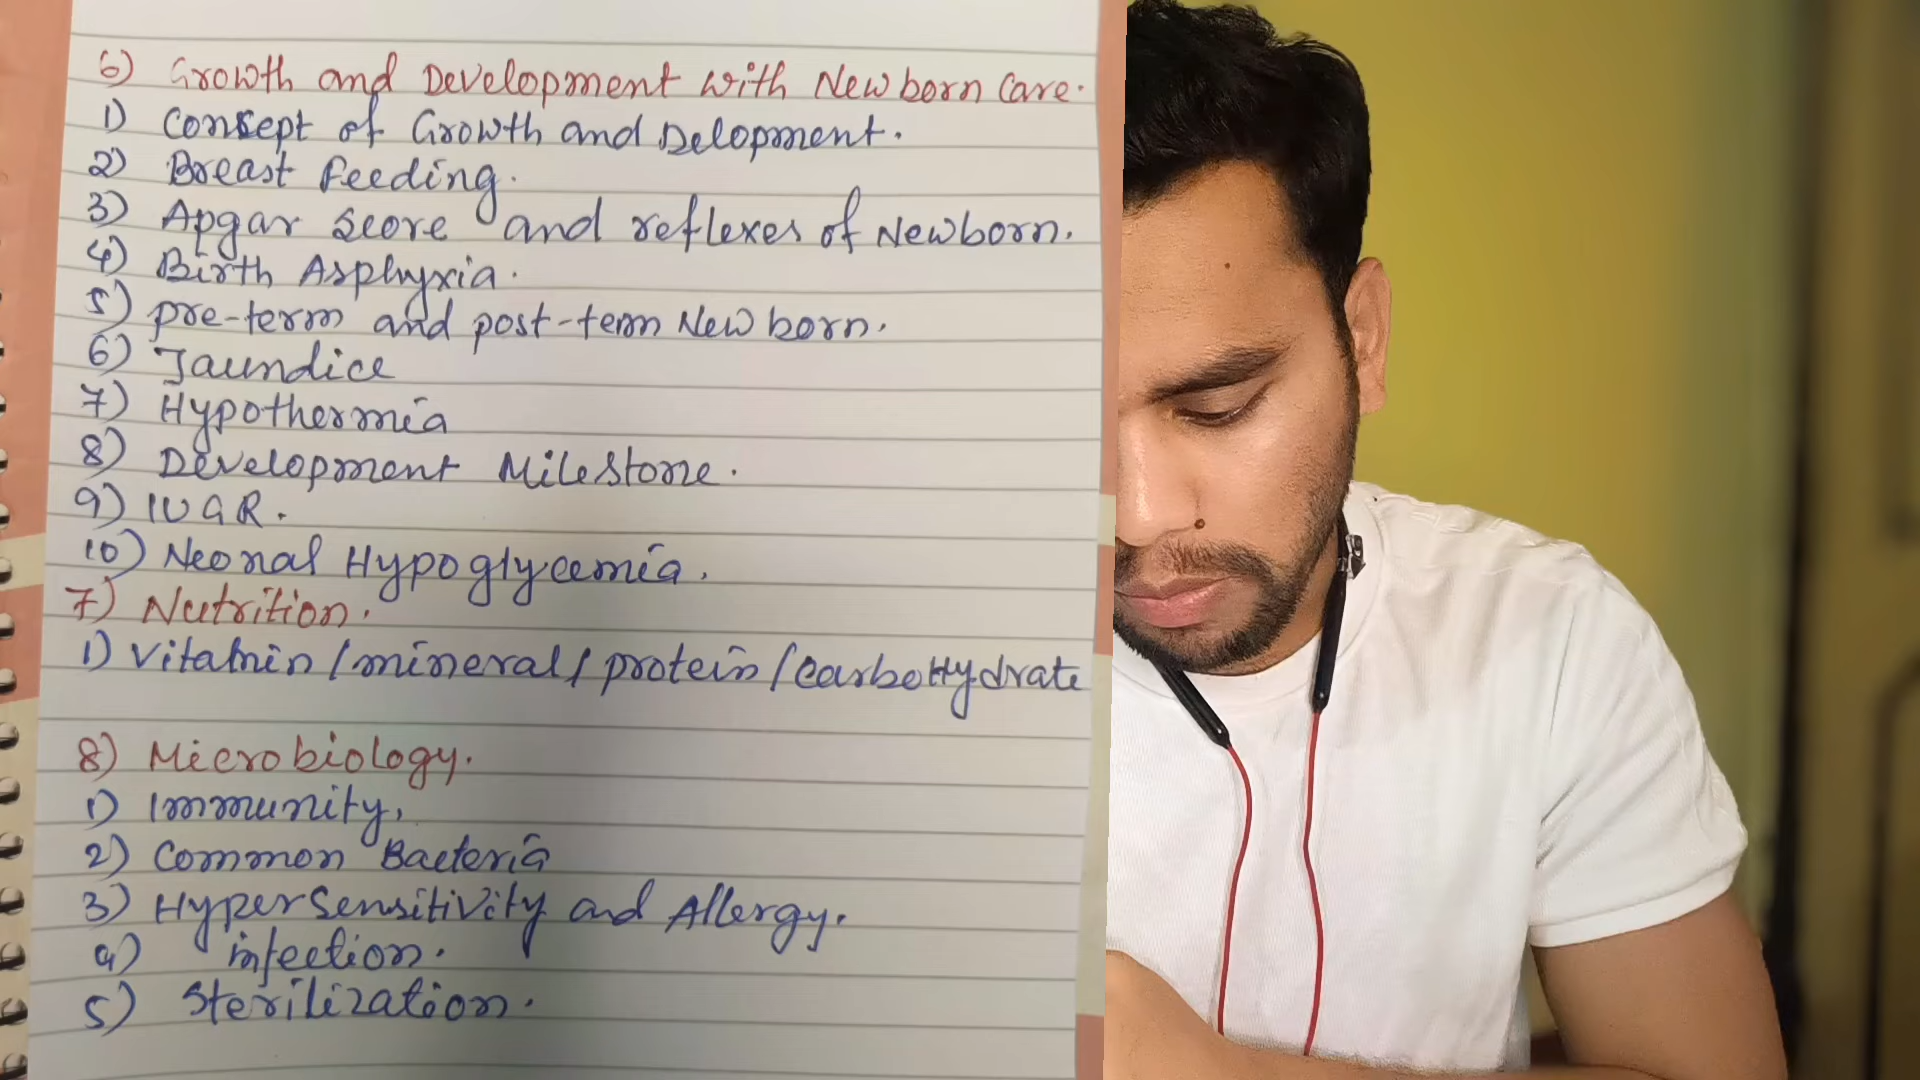 6) Growth and Development with Newborn Care.
1) Consept of Growth and Delopment.
2) Breast feeding.
3) Apgar score and reflexes of Newborn.
4) Birth Asphyxia.
5) pre-term and post-term New born.
6) Jaundice
7) Hypothermia
8) Development Milestone.
9) IUGR.
10) Neonal Hypoglycemia.
7) Nutrition.
1) Vitamin / mineral / protein / carboHydrate
8) Microbiology.
1) Immunity,
2) Common Bacteria
3) Hypersensitivity and Allergy.
4) infection.
5) Sterilization.